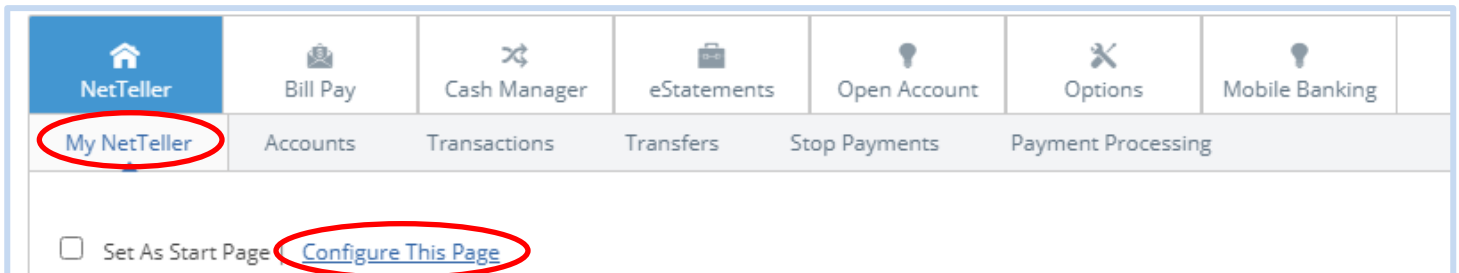 NetTeller Bill Pay Cash Manager eStatements Open Account Options Mobile Banking
My NetTeller Accounts Transactions Transfers Stop Payments Payment Processing
Set As Start Page | Configure This Page